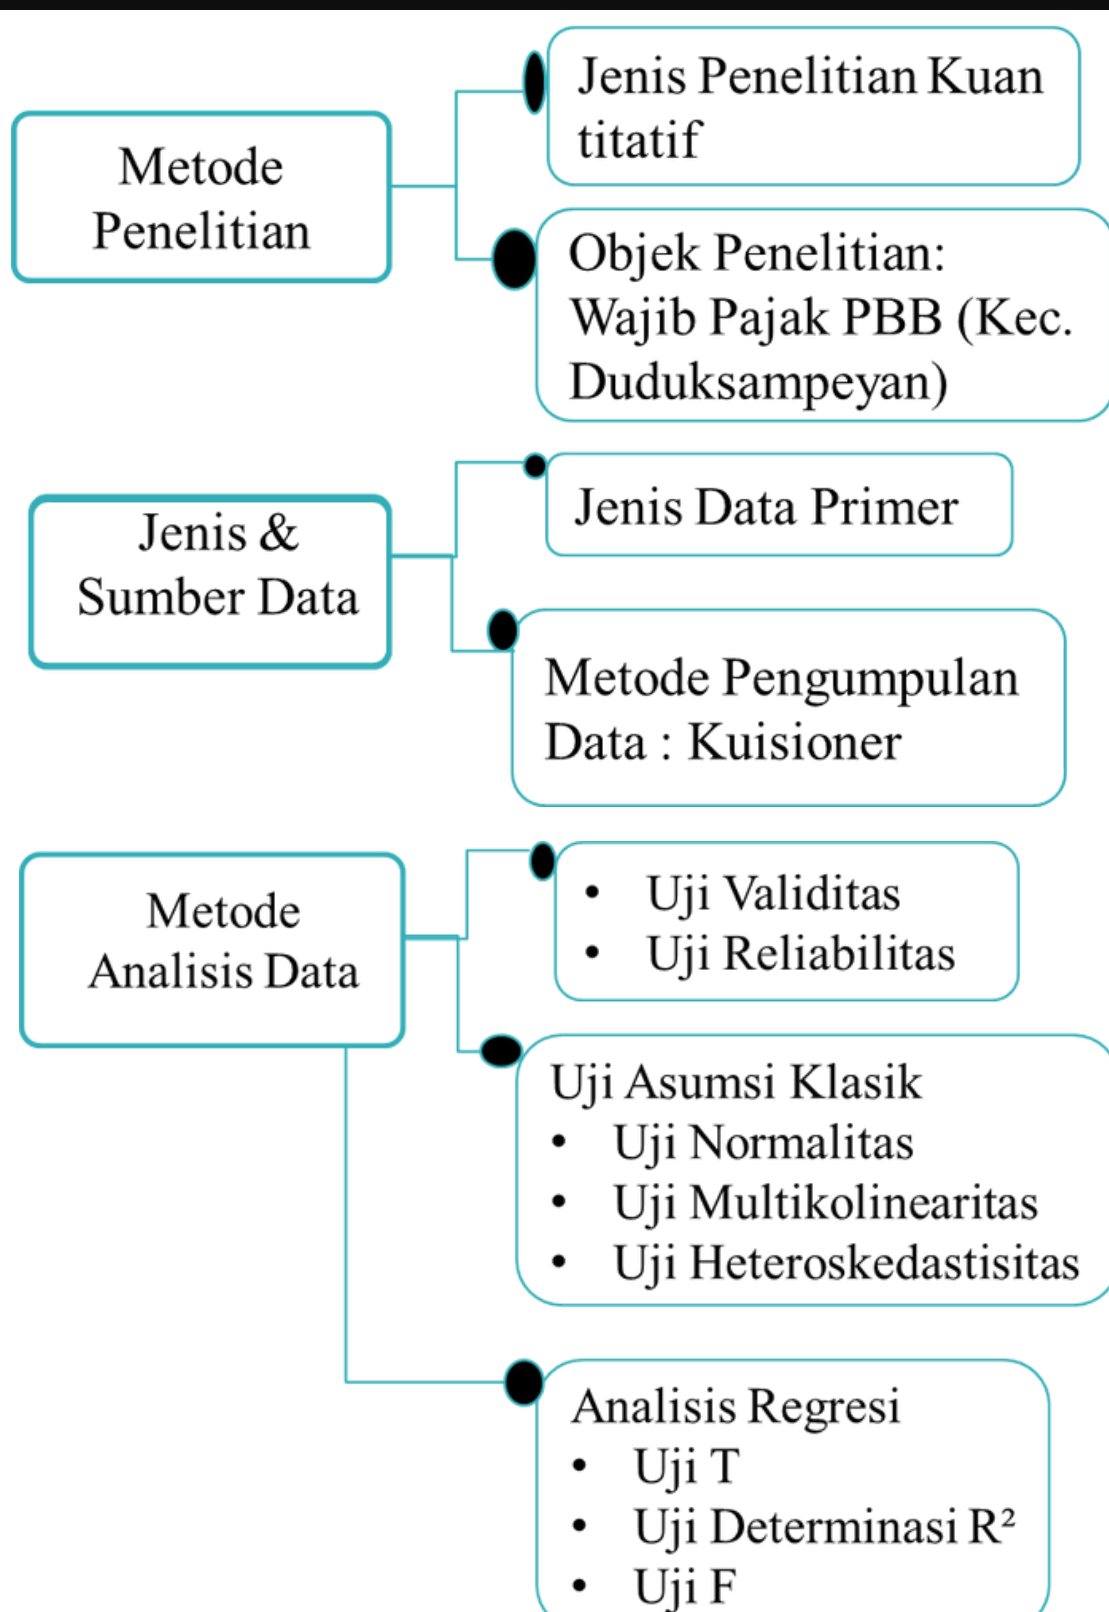 Metode
Penelitian
Jenis Penelitian Kuan
titatif
Objek Penelitian:
Wajib Pajak PBB (Kec.
Duduksampeyan)
Jenis &
Sumber Data
Jenis Data Primer
Metode Pengumpulan
Data : Kuisioner
Metode
Analisis Data
• Uji Validitas
• Uji Reliabilitas
Uji Asumsi Klasik
• Uji Normalitas
• Uji Multikolinearitas
• Uji Heteroskedastisitas
Analisis Regresi
• Uji T
• Uji Determinasi R²
• Uji F